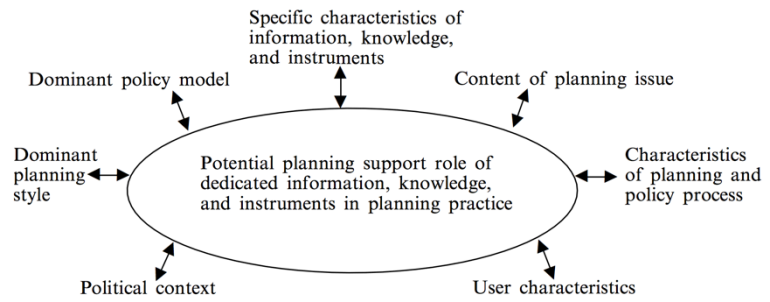 Specific characteristics of
information, knowledge,
and instruments
Dominant policy model
Content of planning issue
Dominant
planning
style
Potential planning support role of
dedicated information, knowledge,
and instruments in planning practice
Characteristics
of planning and
policy process
Political context
User characteristics